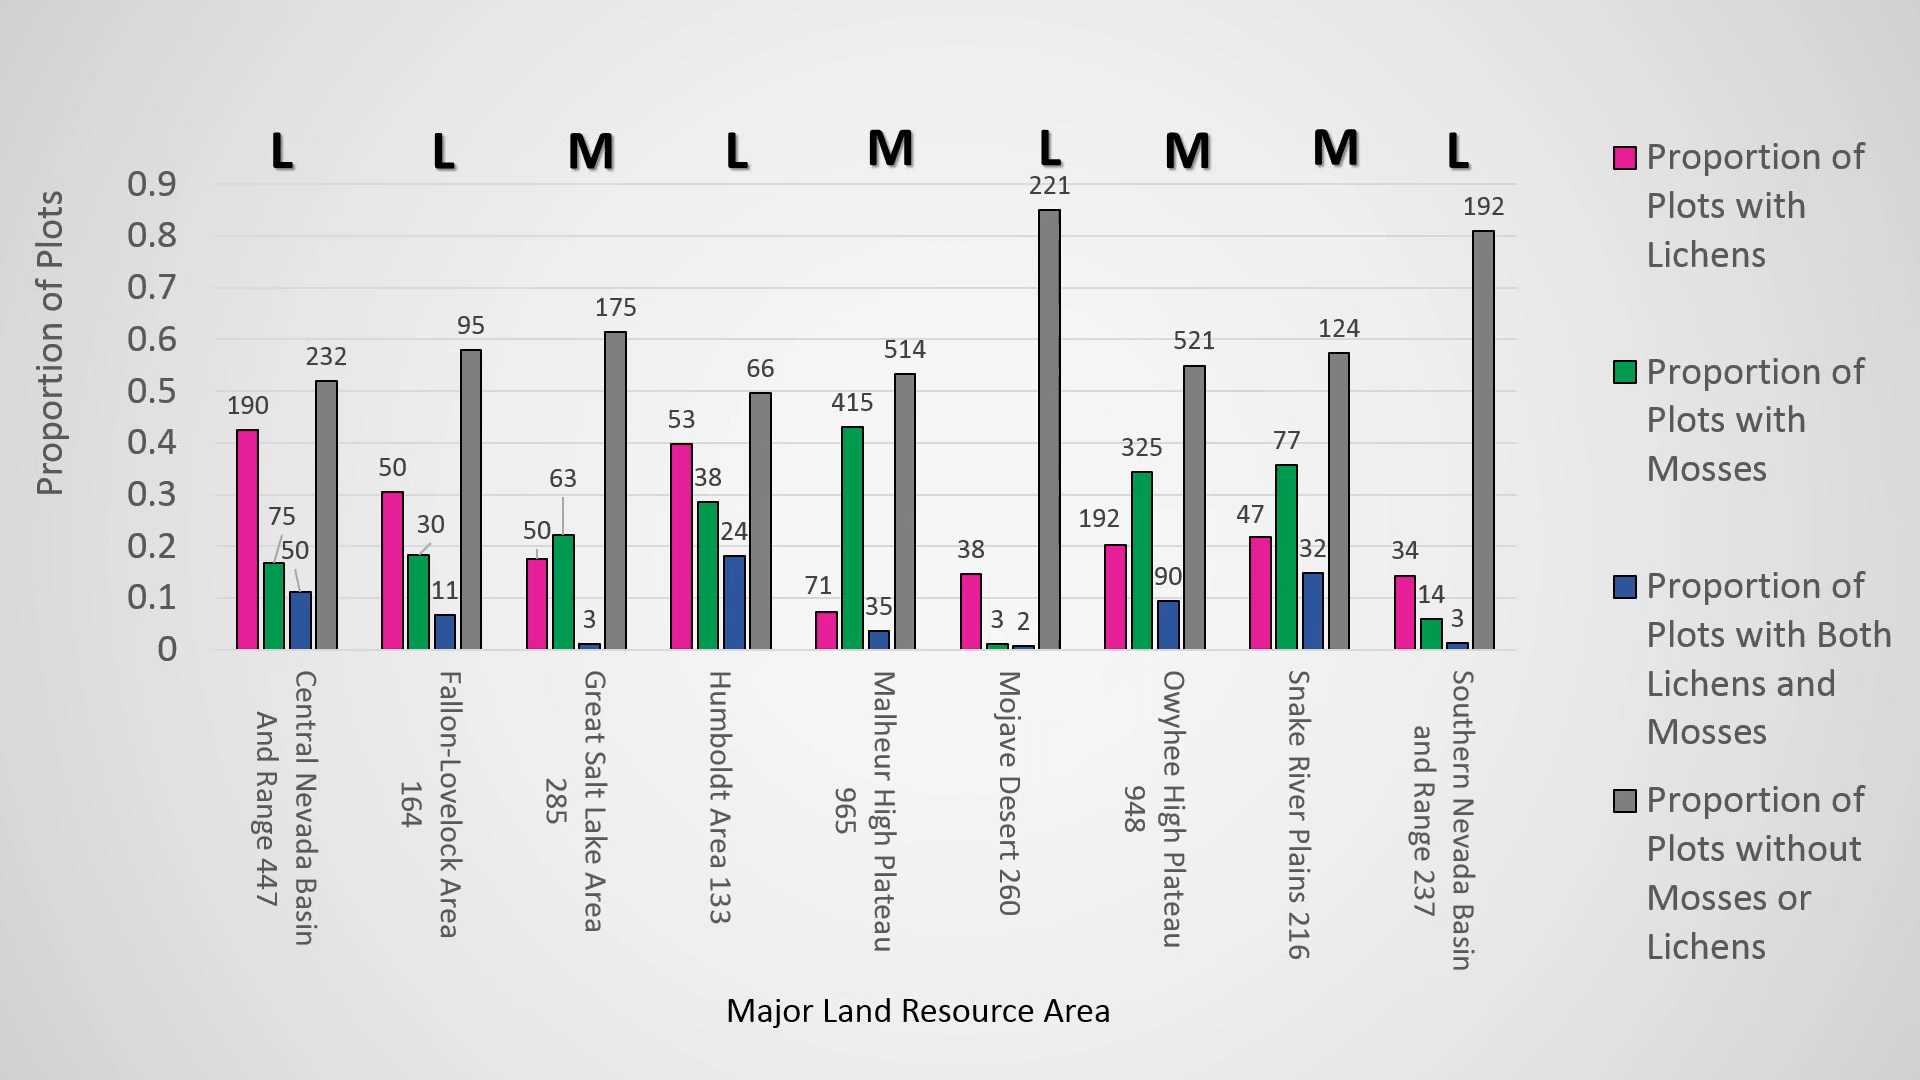 L L M L M L M M L
Proportion of Plots
0.9
0.8
0.7
0.6
0.5
0.4
0.3
0.2
0.1
0
190 75 50 232
50 30 11 95
50 63 3 175
53 38 24 66
71 415 35 514
38 3 2 221
192 325 90 521
47 77 32 124
34 14 3 192
Central Nevada Basin
And Range 447
Fallon-Lovelock Area
164
Great Salt Lake Area
285
Humboldt Area 133
Malheur High Plateau
965
Mojave Desert 260
Owyhee High Plateau
948
Snake River Plains 216
Southern Nevada Basin
and Range 237
Major Land Resource Area
Proportion of
Plots with
Lichens
Proportion of
Plots with
Mosses
Proportion of
Plots with Both
Lichens and
Mosses
Proportion of
Plots without
Mosses or
Lichens